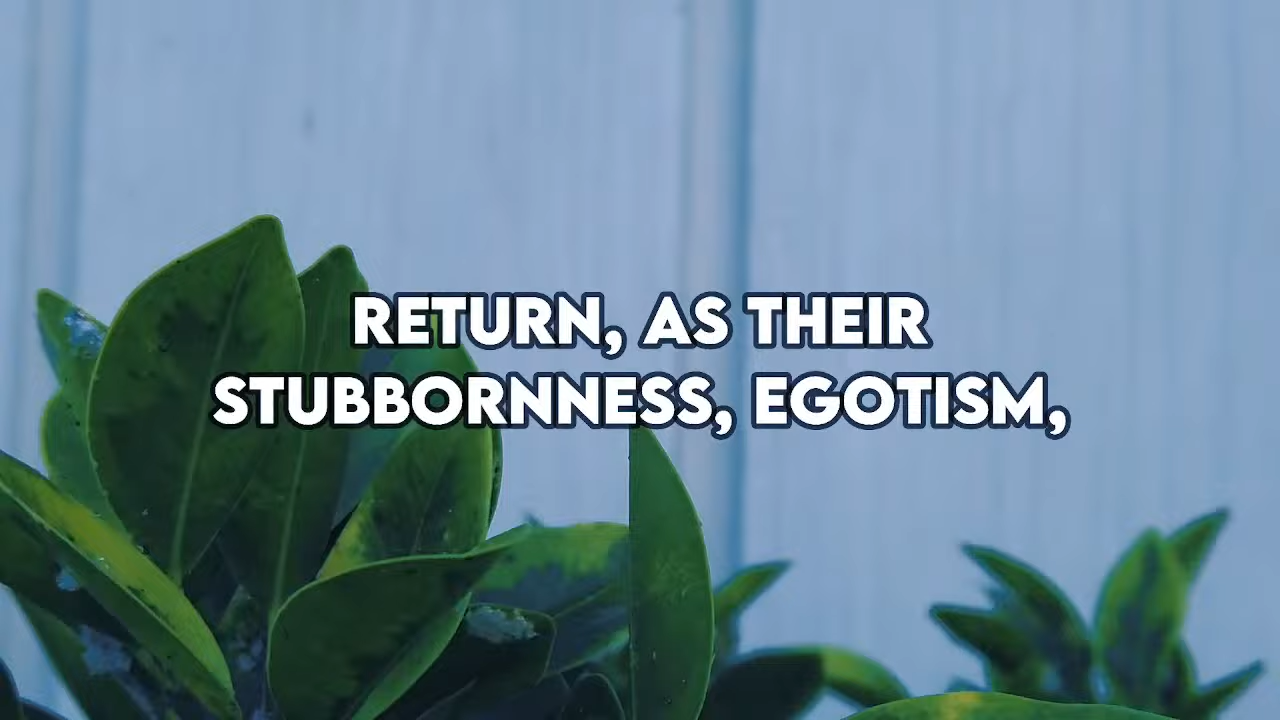 RETURN, AS THEIR
STUBBORNNESS, EGOTISM,